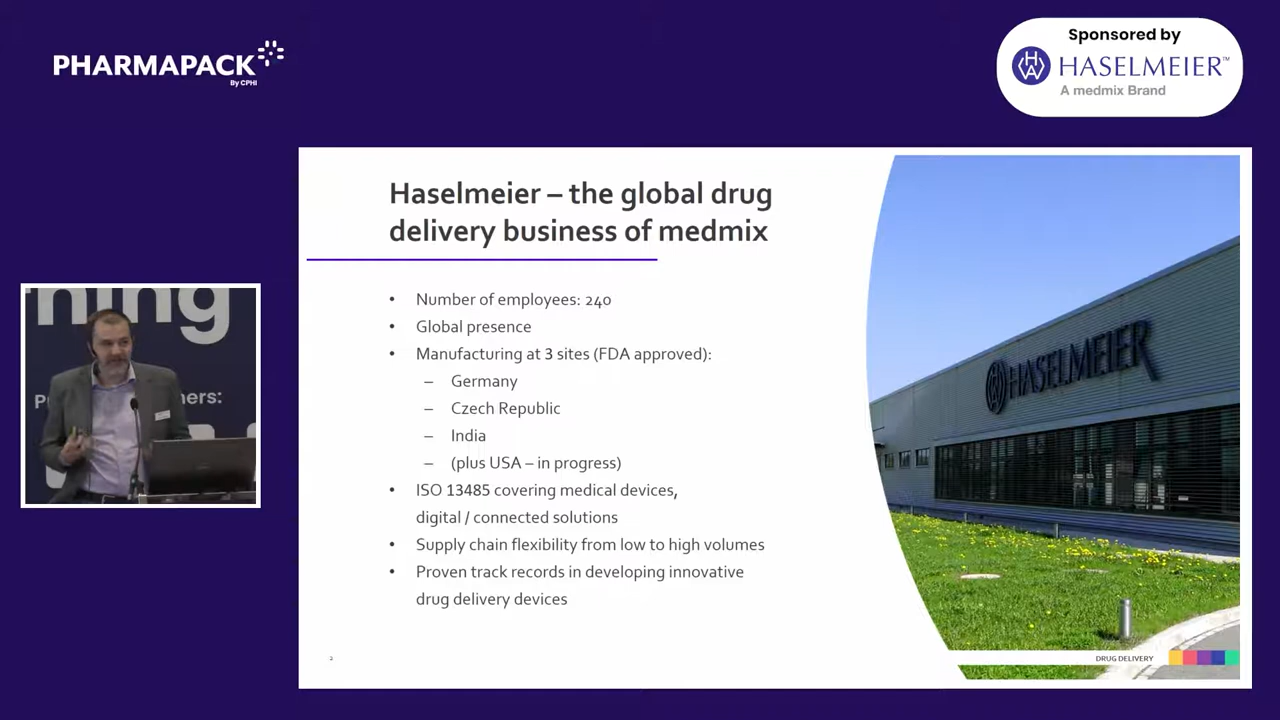 PHARMAPACK
By CPHI
Sponsored by
HASELMEIER™
A medmix Brand
Haselmeier – the global drug
delivery business of medmix
• Number of employees: 240
• Global presence
• Manufacturing at 3 sites (FDA approved):
– Germany
– Czech Republic
– India
– (plus USA – in progress)
• ISO 13485 covering medical devices,
digital / connected solutions
• Supply chain flexibility from low to high volumes
• Proven track records in developing innovative
drug delivery devices
HASELMEIER
2
DRUG DELIVERY